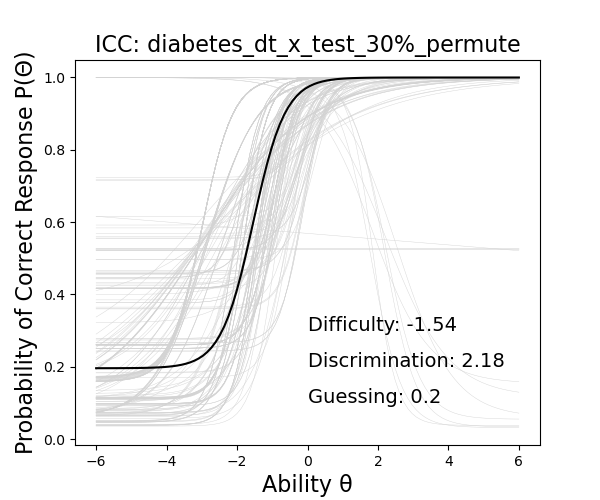 ICC: diabetes_dt_x_test_30%_permute
Probability of Correct Response P(Θ)
1.0
0.8
0.6
0.4
0.2
0.0
Difficulty: -1.54
Discrimination: 2.18
Guessing: 0.2
−6 −4 −2 0 2 4 6
Ability θ